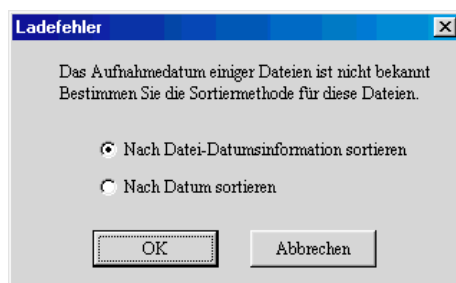 Ladefehler
Das Aufnahmedatum einiger Dateien ist nicht bekannt
Bestimmen Sie die Sortiermethode für diese Dateien.
Nach Datei-Datumsinformation sortieren
Nach Datum sortieren
OK
Abbrechen